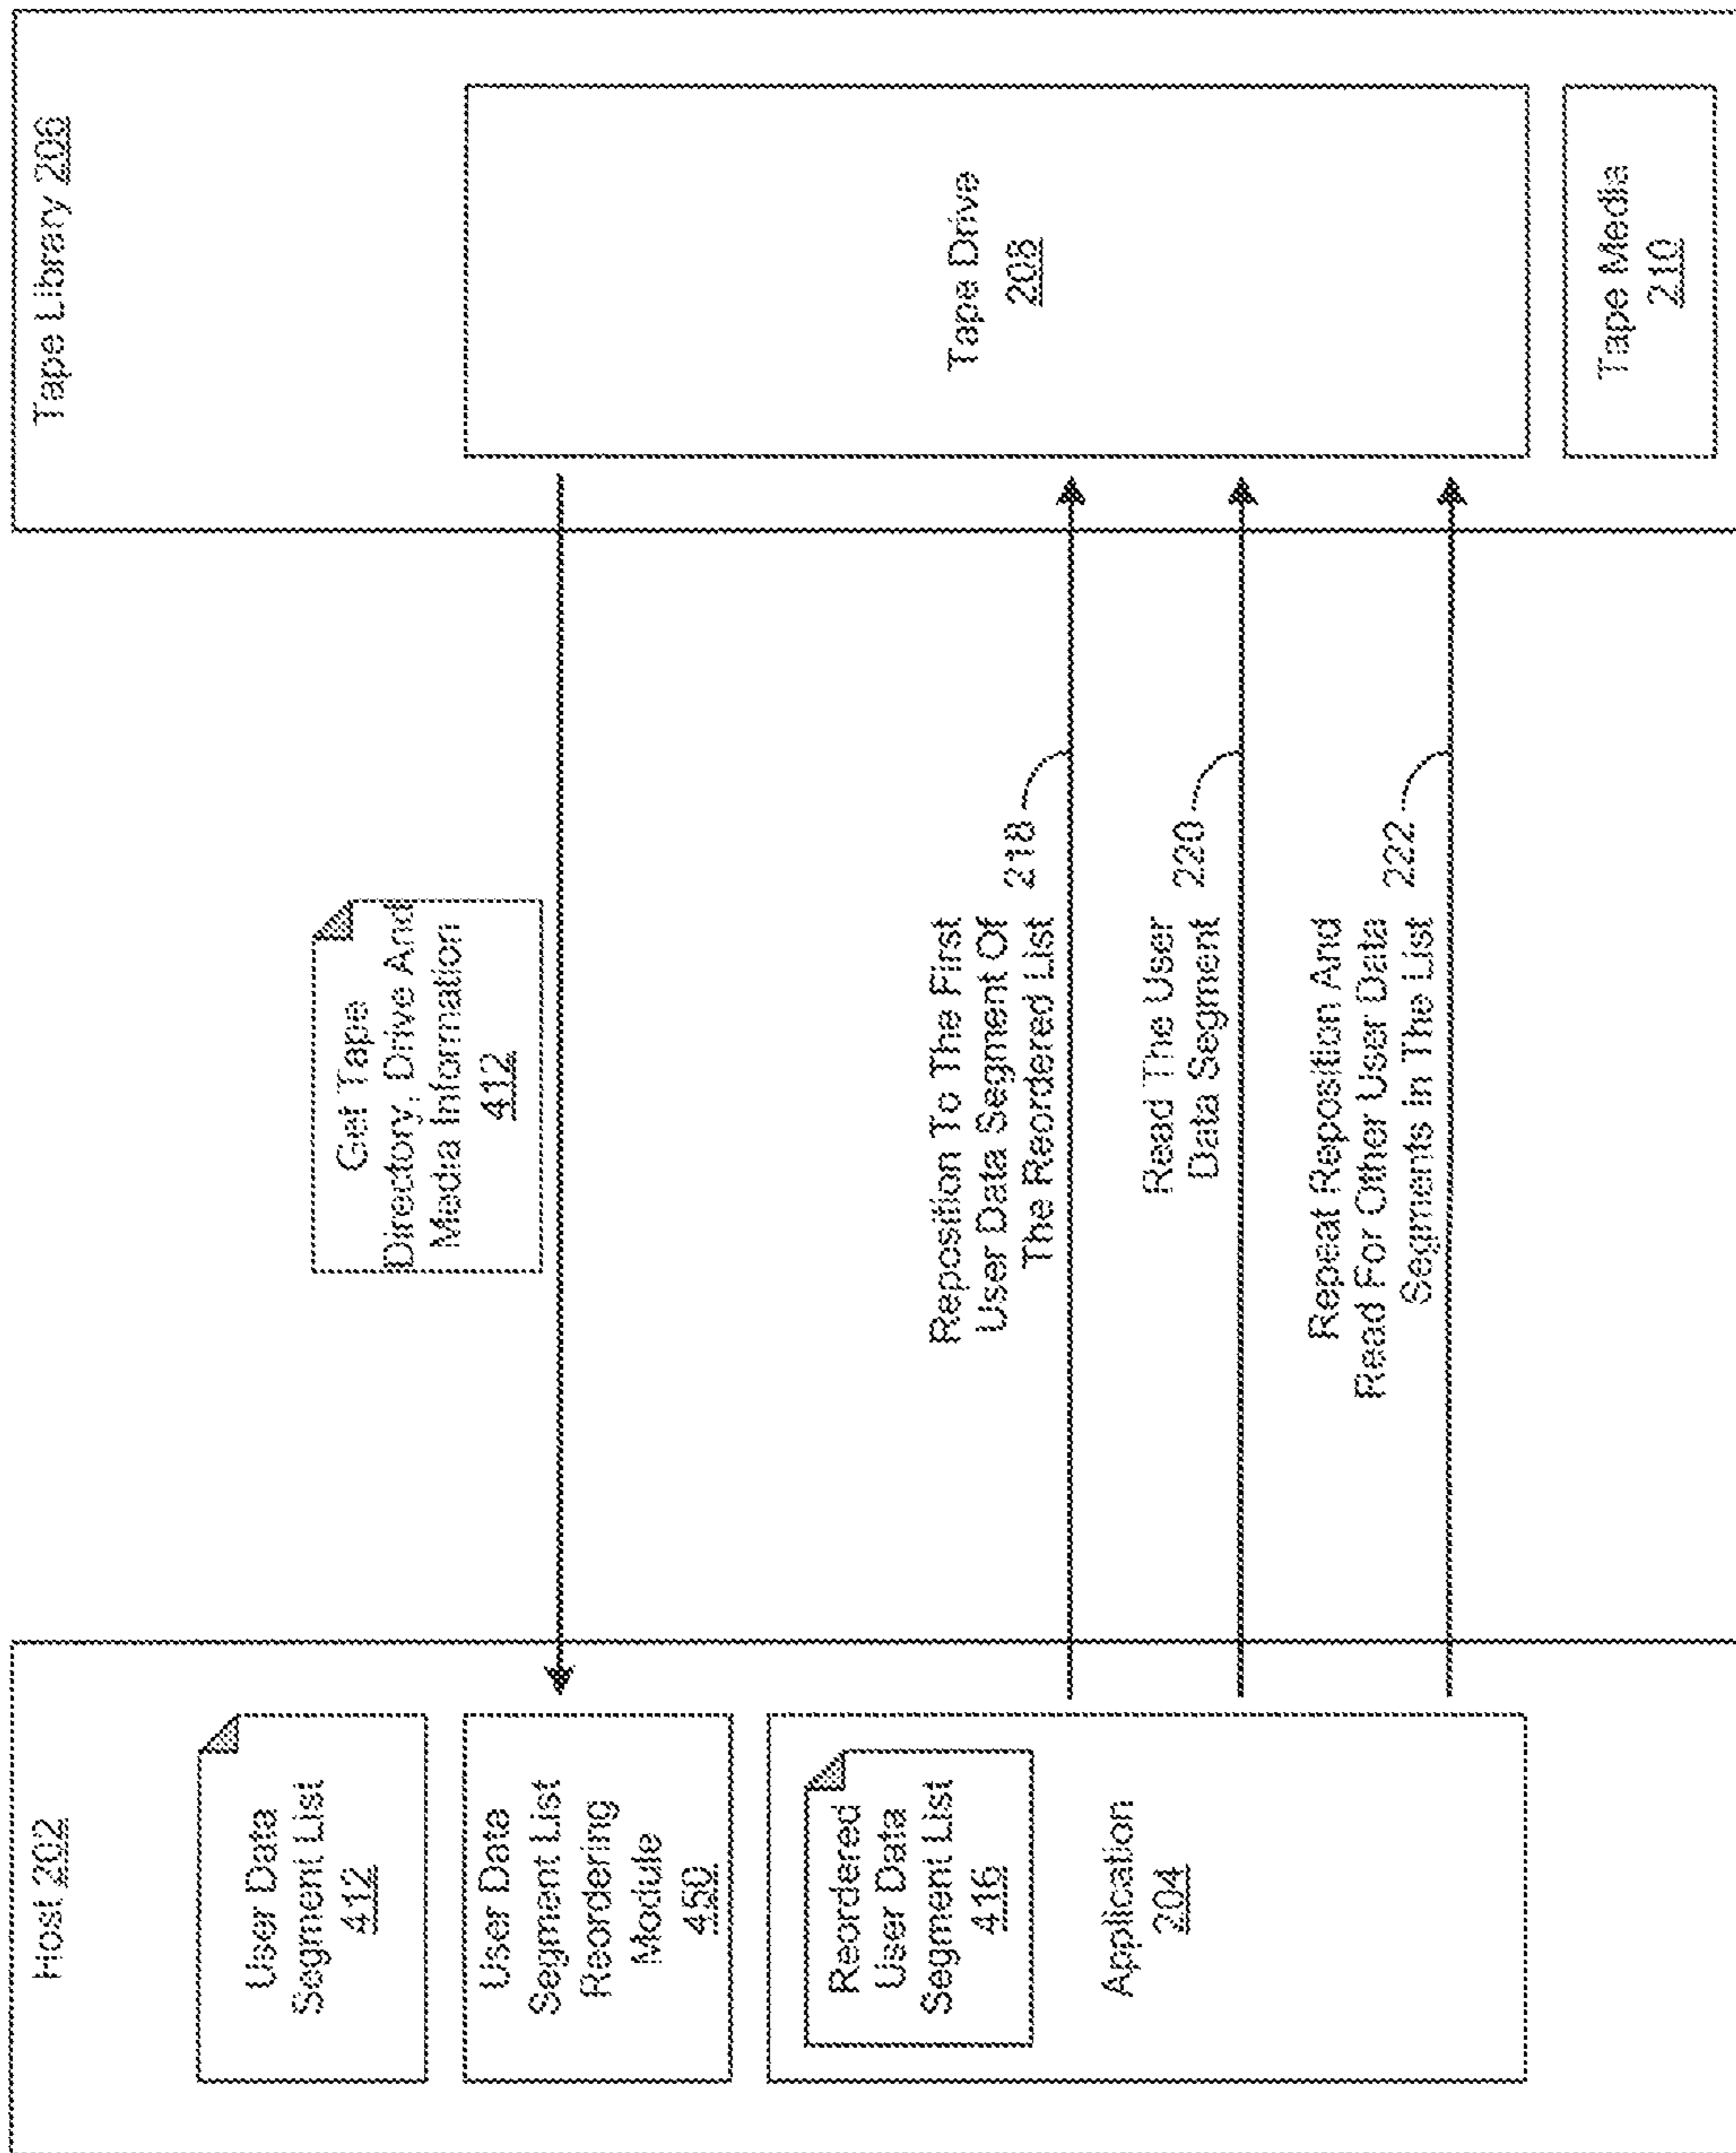 Host 202
User Data
Segment List
412
User Data
Segment List
Reordering
Module
450
Reordered
User Data
Segment List
416
Application
204
Get Tape
Directory, Drive And
Media Information
412
Reposition To The First
User Data Segment Of
The Reordered List
218
Read The User
Data Segment
220
Repeat Reposition And
Read For Other User Data
Segments In The List
222
Tape Library 206
Tape Drive
208
Tape Media
210